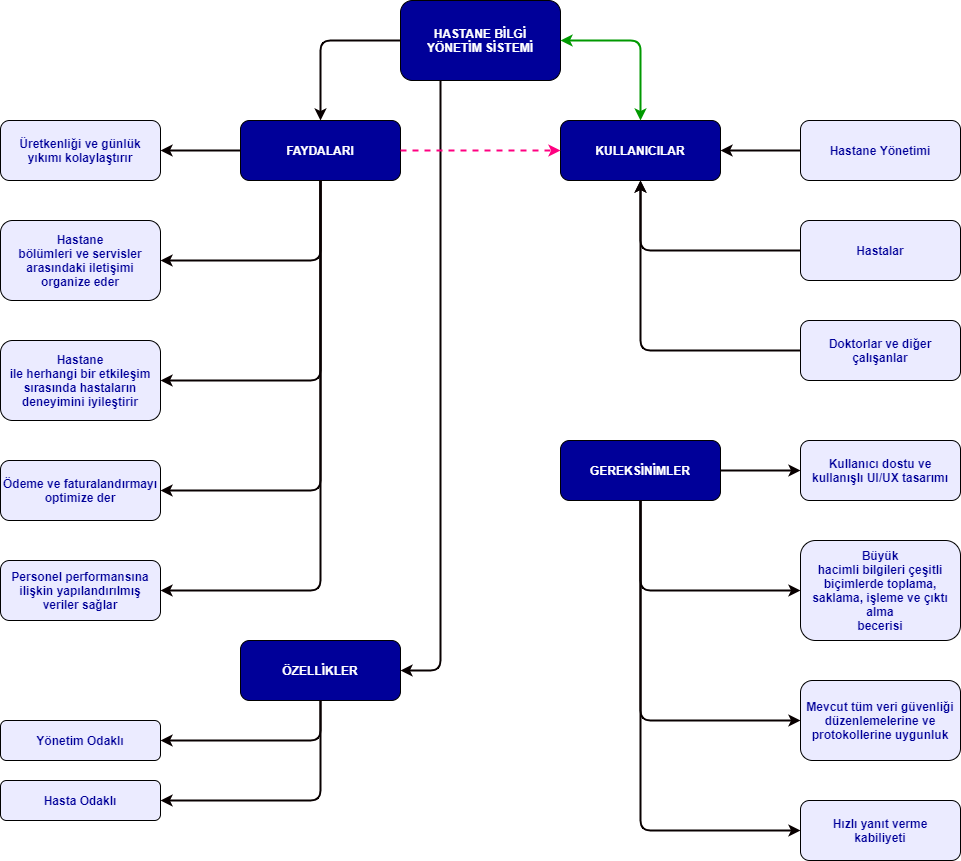 HASTANE BİLGİ
YÖNETİM SİSTEMİ
FAYDALARI
Üretkenliği ve günlük
yıkımı kolaylaştırır
Hastane
bölümleri ve servisler
arasındaki iletişimi
organize eder
Hastane
ile herhangi bir etkileşim
sırasında hastaların
deneyimini iyileştirir
Ödeme ve faturalandırmayı
optimize der
Personel performansına
ilişkin yapılandırılmış
veriler sağlar
KULLANICILAR
Hastane Yönetimi
Hastalar
Doktorlar ve diğer
çalışanlar
GEREKSİNİMLER
Kullanıcı dostu ve
kullanışlı UI/UX tasarımı
Büyük
hacimli bilgileri çeşitli
biçimlerde toplama,
saklama, işleme ve çıktı
alma
becerisi
Mevcut tüm veri güvenliği
düzenlemelerine ve
protokollerine uygunluk
Hızlı yanıt verme
kabiliyeti
ÖZELLİKLER
Yönetim Odaklı
Hasta Odaklı